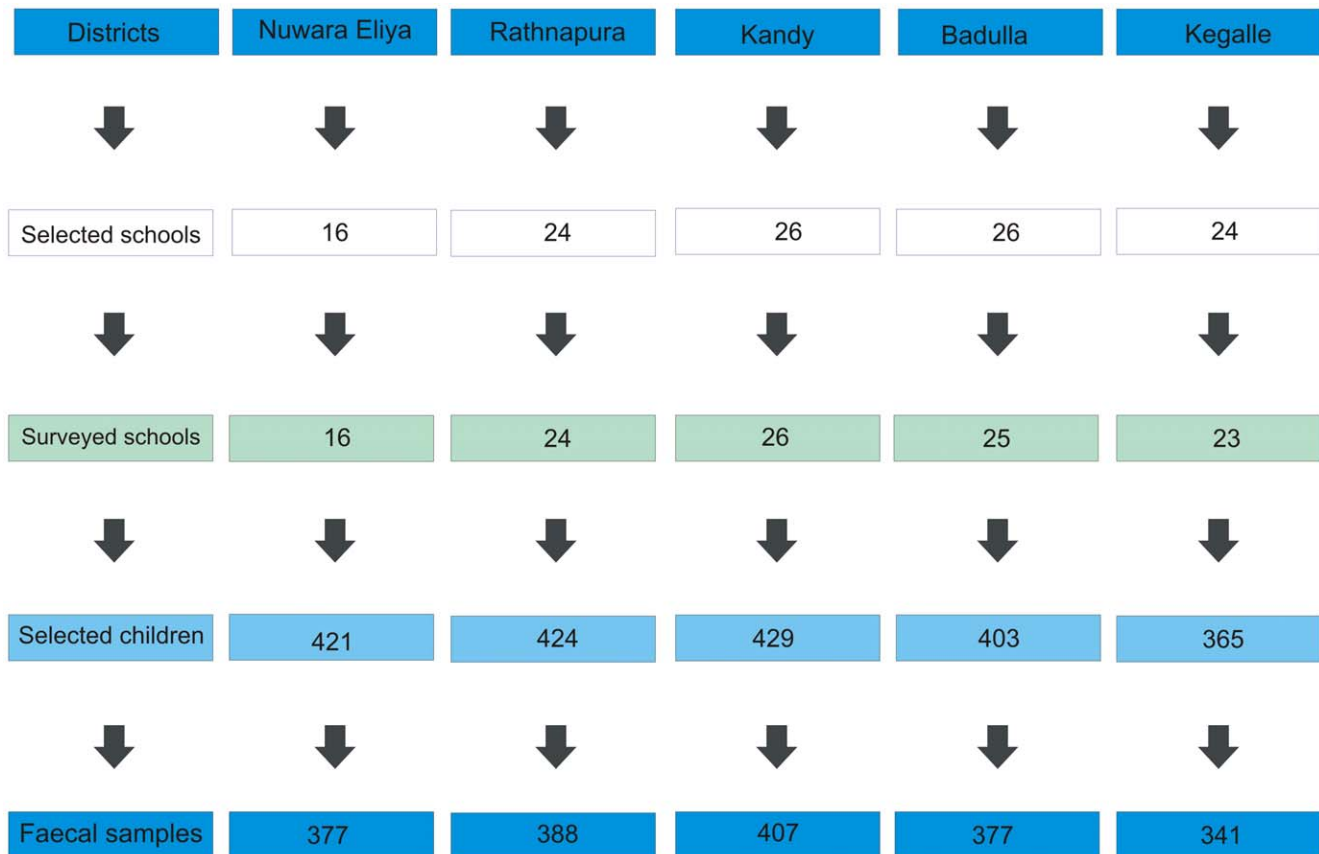 Districts Nuwara Eliya Rathnapura Kandy Badulla Kegalle
Selected schools 16 24 26 26 24
Surveyed schools 16 24 26 25 23
Selected children 421 424 429 403 365
Faecal samples 377 388 407 377 341